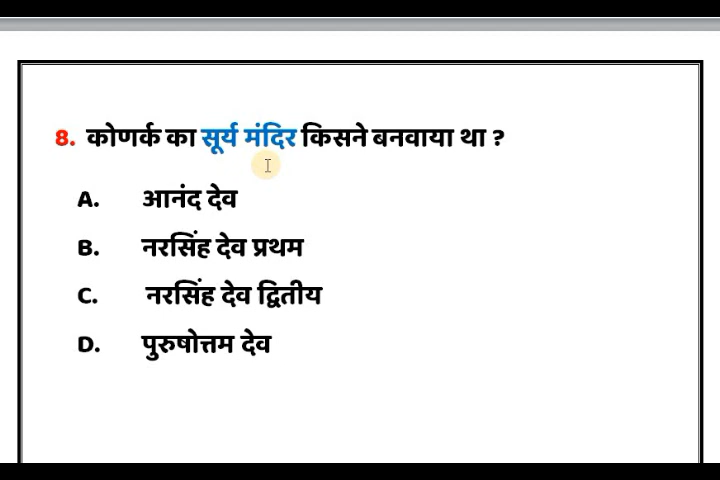 8. कोणर्क का सूर्य मंदिर किसने बनवाया था ?
A. आनंद देव
B. नरसिंह देव प्रथम
C. नरसिंह देव द्वितीय
D. पुरुषोत्तम देव